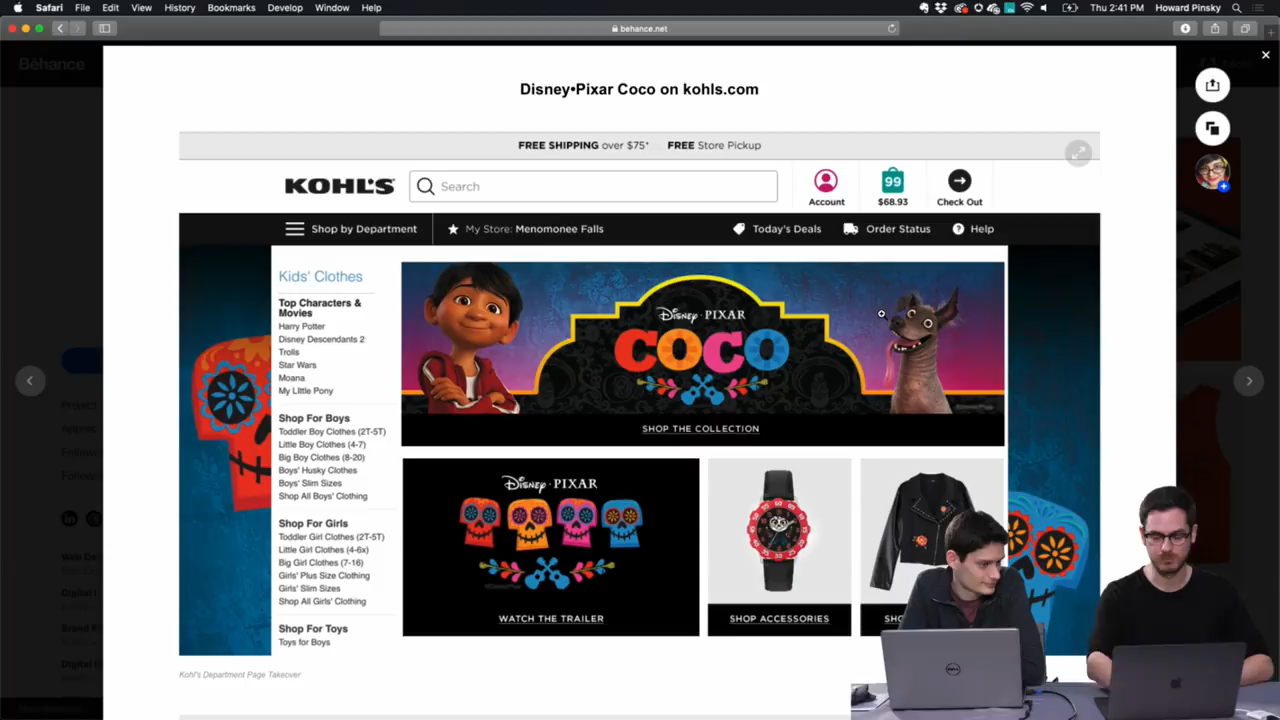 Safari File Edit View History Bookmarks Develop Window Help
Thu 2:41 PM Howard Pinsky
behance.net
Bēhance
Disney•Pixar Coco on kohls.com
FREE SHIPPING over $75* FREE Store Pickup
KOHL'S
Search
99
Account $68.93 Check Out
Shop by Department
My Store: Menomonee Falls
Today's Deals Order Status Help
Kids' Clothes
Top Characters &
Movies
Harry Potter
Disney Descendants 2
Trolls
Star Wars
Moana
My Little Pony
Shop For Boys
Toddler Boy Clothes (2T-5T)
Little Boy Clothes (4-7)
Big Boy Clothes (8-20)
Boys' Husky Clothes
Boys' Slim Sizes
Shop All Boys' Clothing
Shop For Girls
Toddler Girl Clothes (2T-5T)
Little Girl Clothes (4-6x)
Big Girl Clothes (7-16)
Girls' Plus Size Clothing
Girls' Slim Sizes
Shop All Girls' Clothing
Shop For Toys
Toys for Boys
Disney • PIXAR
COCO
SHOP THE COLLECTION
Disney • PIXAR
WATCH THE TRAILER
SHOP ACCESSORIES
Kohl's Department Page Takeover
DELL